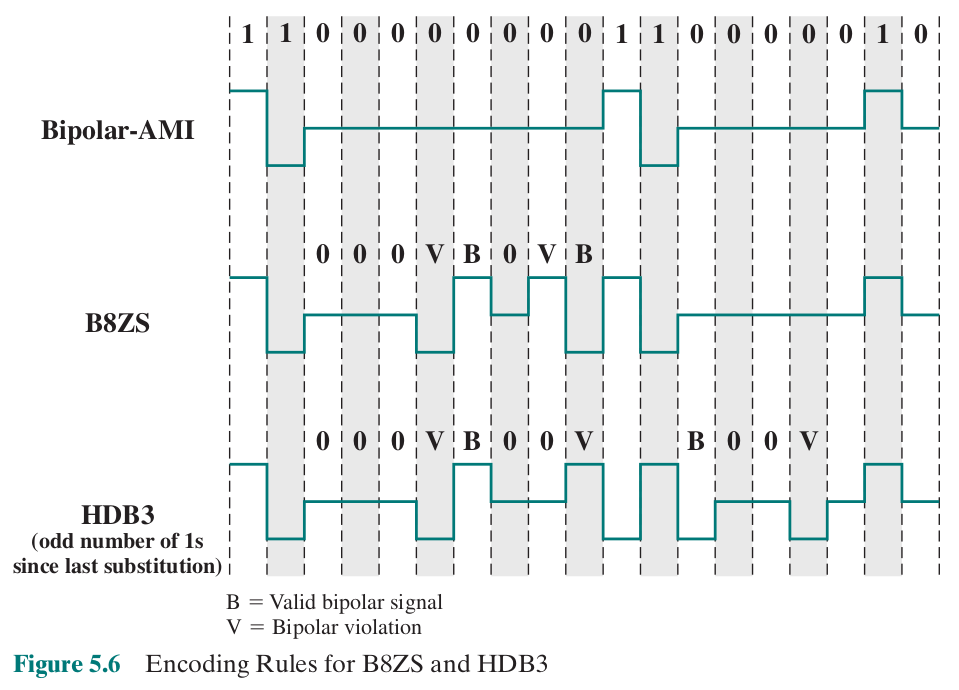 1 1 0 0 0 0 0 0 0 0 1 1 0 0 0 0 0 1 0
Bipolar-AMI
0 0 0 V B 0 V B
B8ZS
0 0 0 V B 0 0 V B 0 0 V
HDB3
(odd number of 1s
since last substitution)
B = Valid bipolar signal
V = Bipolar violation
Figure 5.6 Encoding Rules for B8ZS and HDB3